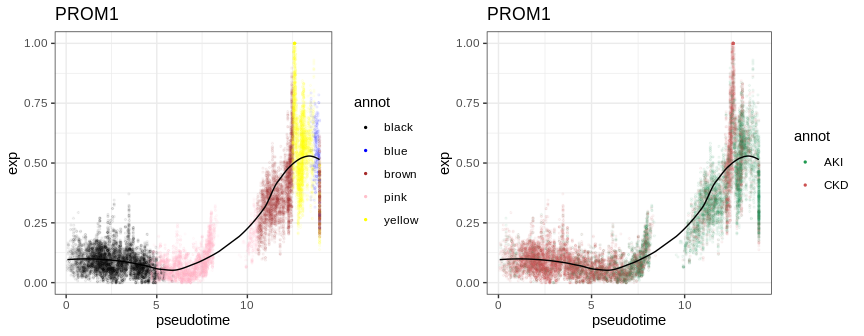 PROM1
1.00
0.75
0.50
0.25
0.00
exp
0
5
10
pseudotime
annot
black
blue
brown
pink
yellow
PROM1
1.00
0.75
0.50
0.25
0.00
exp
0
5
10
pseudotime
annot
AKI
CKD